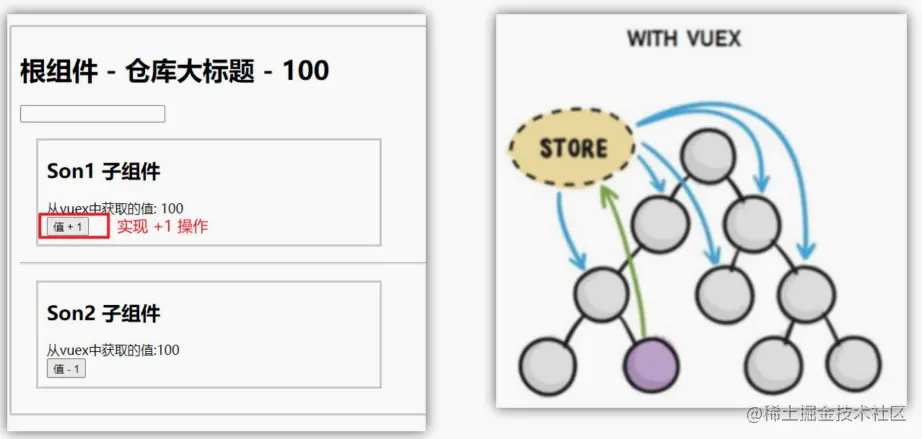 根组件 - 仓库大标题 - 100
Son1 子组件
从vuex中获取的值: 100
值 + 1
实现 +1 操作
Son2 子组件
从vuex中获取的值:100
值 - 1
WITH VUEX
STORE
@稀土掘金技术社区